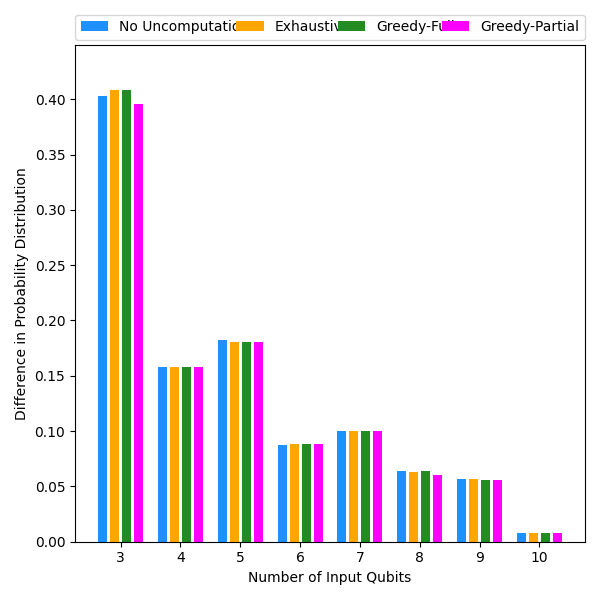 No Uncomputatio Exhaustiv Greedy-Full Greedy-Partial
Difference in Probability Distribution
0.40
0.35
0.30
0.25
0.20
0.15
0.10
0.05
0.00
3 4 5 6 7 8 9 10
Number of Input Qubits